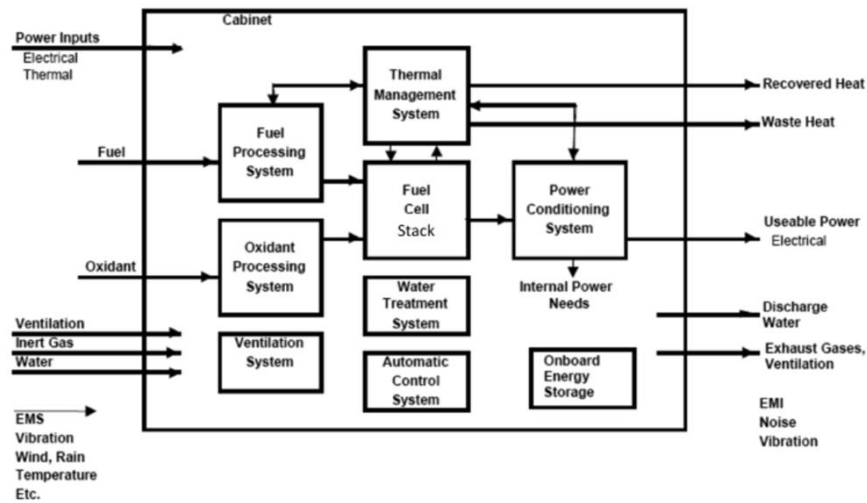 Cabinet
Power Inputs
Electrical
Thermal
Thermal
Management
System
Recovered Heat
Waste Heat
Fuel
Fuel
Processing
System
Fuel
Cell
Stack
Power
Conditioning
System
Useable Power
Electrical
Oxidant
Oxidant
Processing
System
Water
Treatment
System
Internal Power
Needs
Discharge
Water
Ventilation
Inert Gas
Water
Ventilation
System
Automatic
Control
System
Onboard
Energy
Storage
Exhaust Gases,
Ventilation
EMS
Vibration
Wind, Rain
Temperature
Etc.
EMI
Noise
Vibration